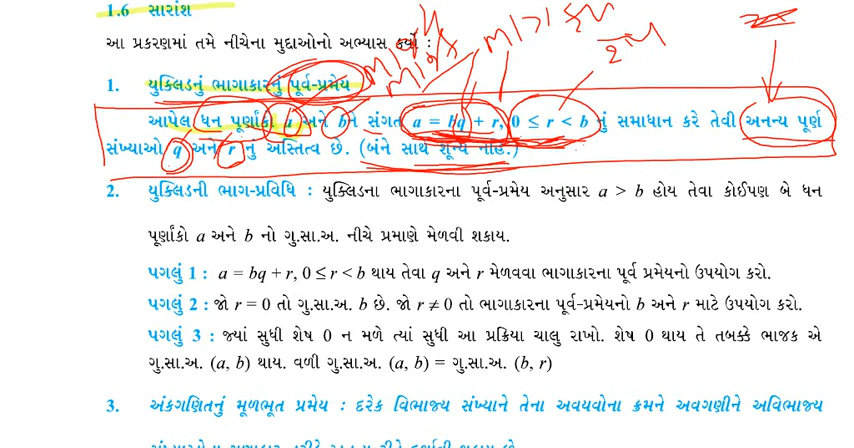 1.6 સારાંશ
આ પ્રકરણમાં તમે નીચેના મુદ્દાઓનો અભ્યાસ કર્યો :
1. યુક્લિડનું ભાગાકારનું પૂર્વ-પ્રમેય
આપેલ ધન પૂર્ણાંકો a અને b ને સંગત a = bq + r, 0 ≤ r < b નું સમાધાન કરે તેવી અનન્ય પૂર્ણ
સંખ્યાઓ q અને r નું અસ્તિત્વ છે. (બંને સાથે શૂન્ય નહિ.)
2. યુક્લિડની ભાગ-પ્રવિધિ : યુક્લિડના ભાગાકારના પૂર્વ-પ્રમેય અનુસાર a > b હોય તેવા કોઈપણ બે ધન
પૂર્ણાંકો a અને b નો ગુ.સા.અ. નીચે પ્રમાણે મેળવી શકાય.
પગલું 1 : a = bq + r, 0 ≤ r < b થાય તેવા q અને r મેળવવા ભાગાકારના પૂર્વ પ્રમેયનો ઉપયોગ કરો.
પગલું 2 : જો r = 0 તો ગુ.સા.અ. b છે. જો r ≠ 0 તો ભાગાકારના પૂર્વ-પ્રમેયનો b અને r માટે ઉપયોગ કરો.
પગલું 3 : જ્યાં સુધી શેષ 0 ન મળે ત્યાં સુધી આ પ્રક્રિયા ચાલુ રાખો. શેષ 0 થાય તે તબક્કે ભાજક એ
ગુ.સા.અ. (a, b) થાય. વળી ગુ.સા.અ. (a, b) = ગુ.સા.અ. (b, r)
3. અંકગણિતનું મૂળભૂત પ્રમેય : દરેક વિભાજ્ય સંખ્યાને તેના અવયવોના ક્રમને અવગણીને અવિભાજ્ય